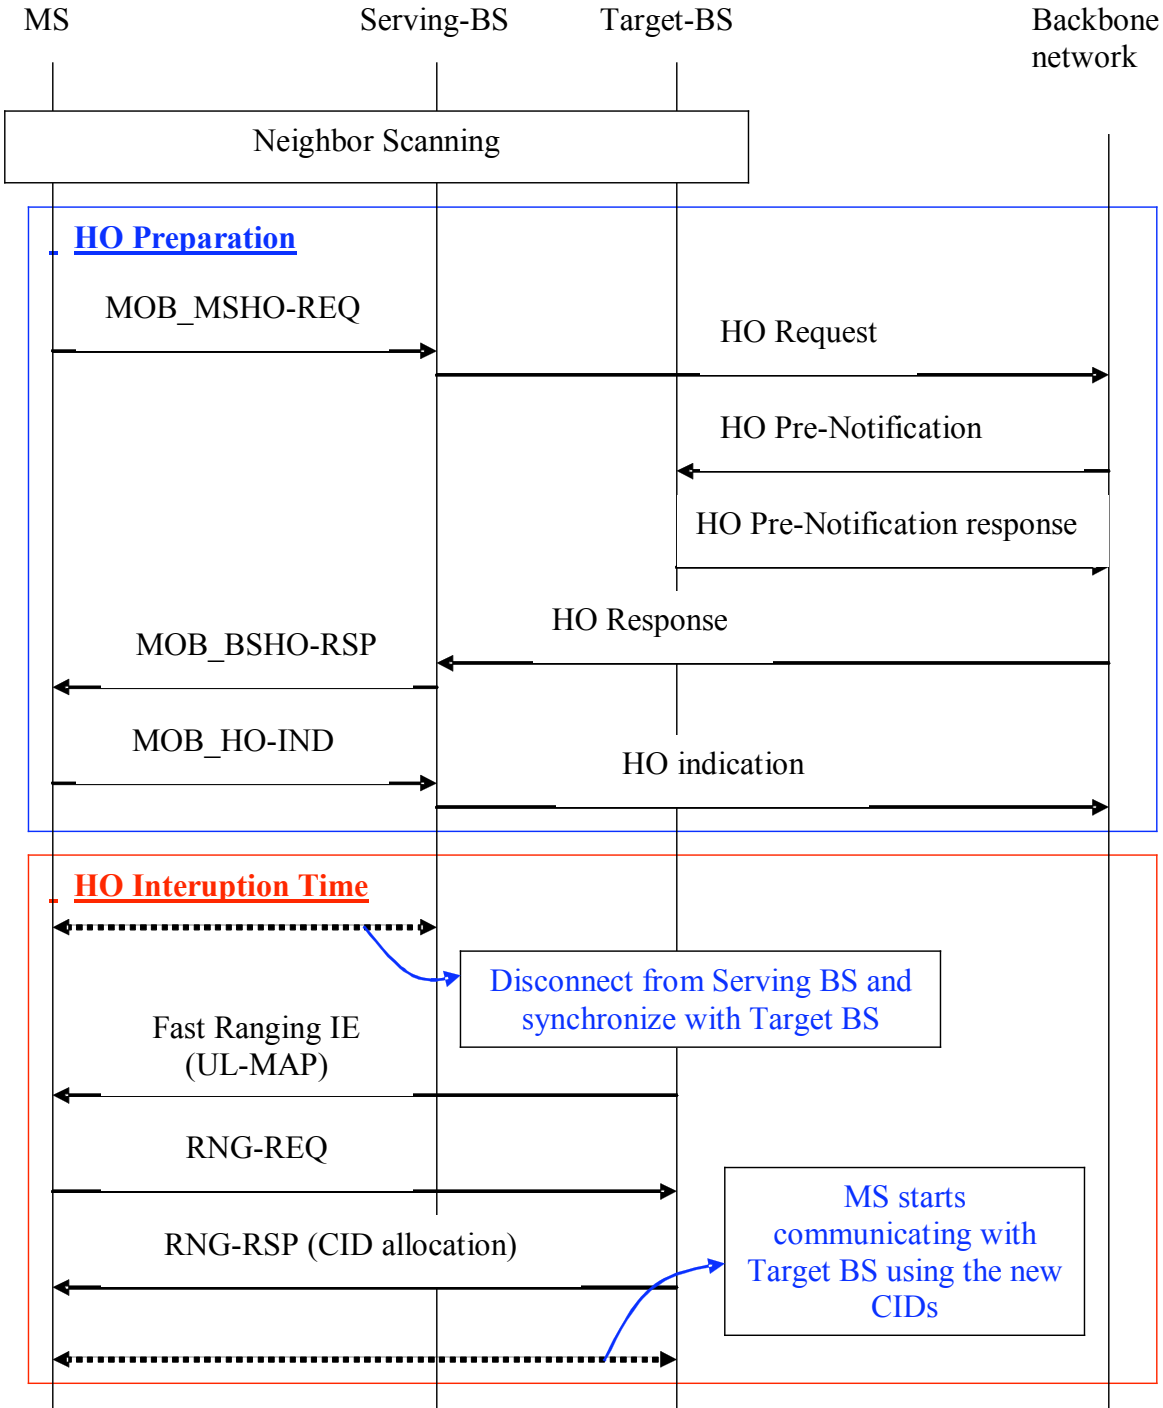 MS
Serving-BS
Target-BS
Backbone
network
Neighbor Scanning
HO Preparation
MOB_MSHO-REQ
HO Request
HO Pre-Notification
HO Pre-Notification response
HO Response
MOB_BSHO-RSP
MOB_HO-IND
HO indication
HO Interuption Time
Disconnect from Serving BS and
synchronize with Target BS
Fast Ranging IE
(UL-MAP)
RNG-REQ
MS starts
communicating with
Target BS using the new
CIDs
RNG-RSP (CID allocation)